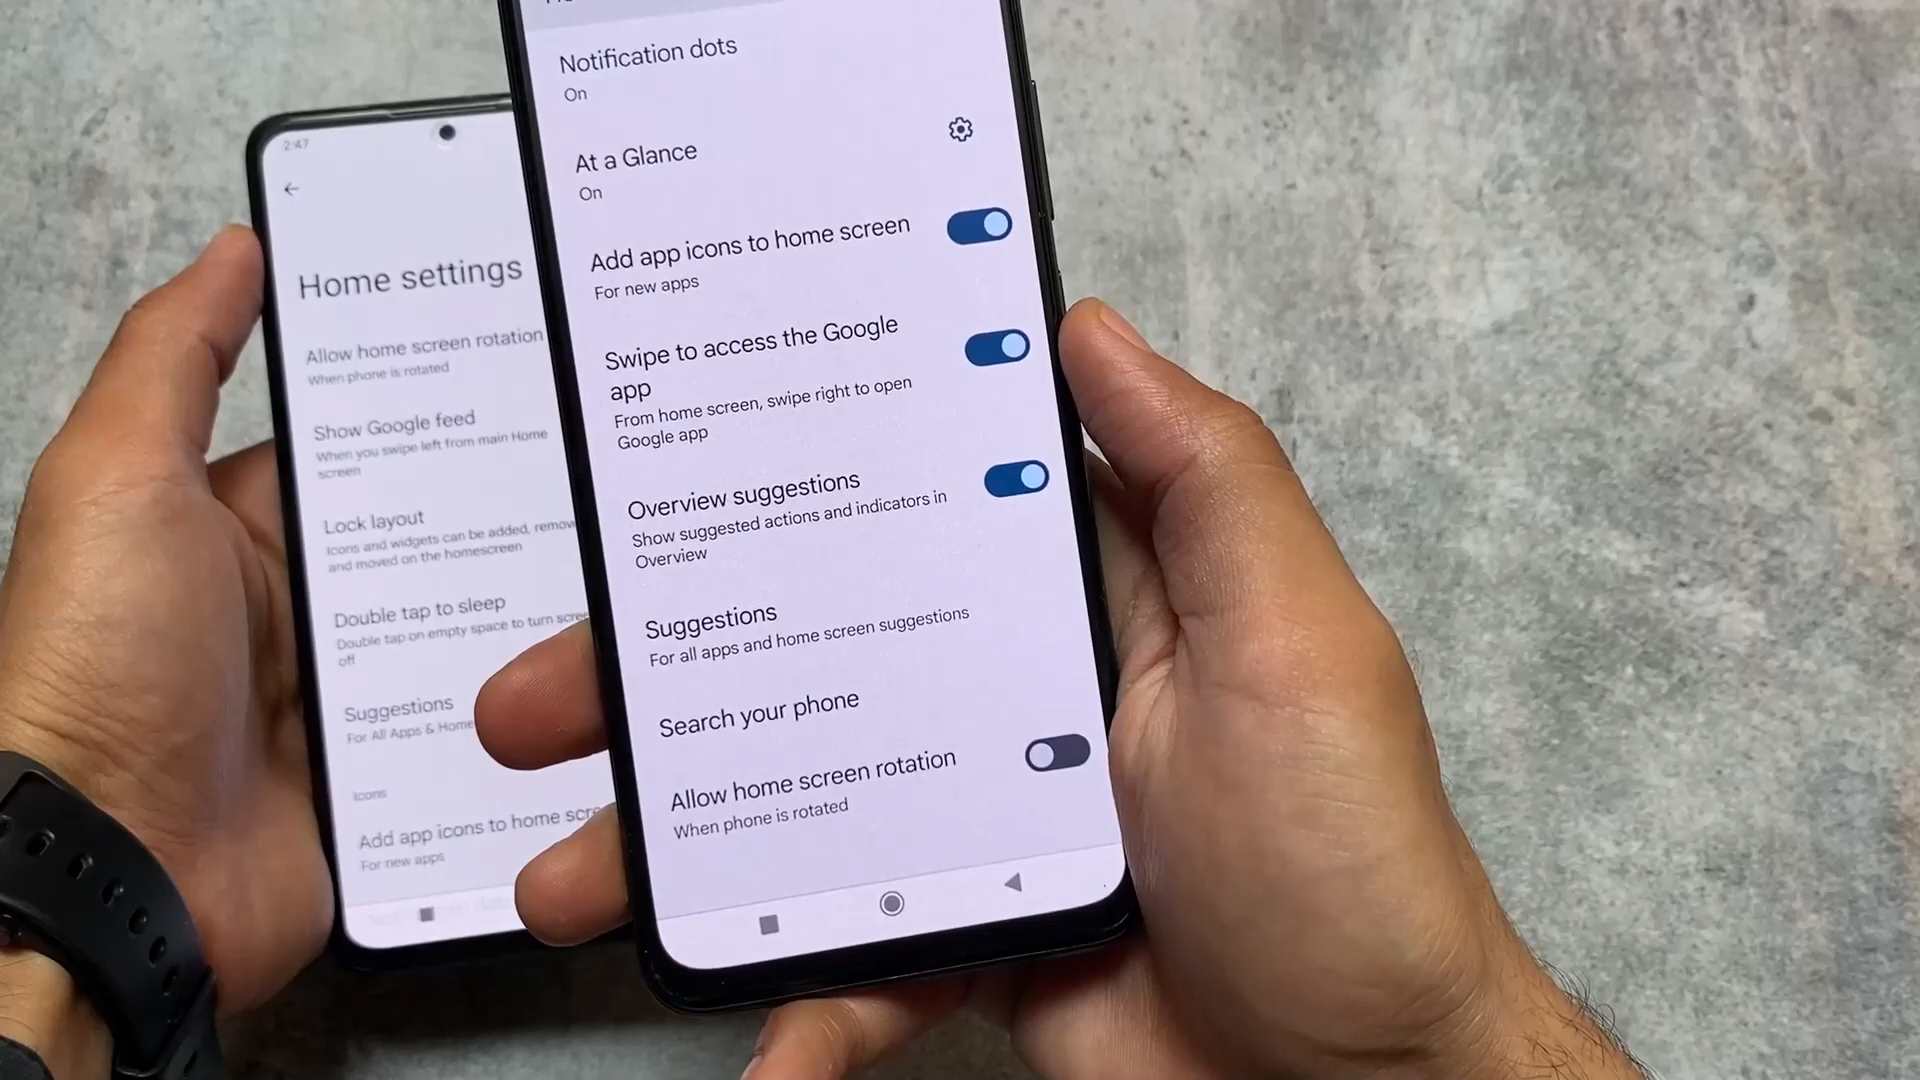 Notification dots
On
At a Glance
On
Add app icons to home screen
For new apps
Swipe to access the Google
app
From home screen, swipe right to open
Google app
Overview suggestions
Show suggested actions and indicators in
Overview
Suggestions
For all apps and home screen suggestions
Search your phone
Allow home screen rotation
When phone is rotated
2:47
Home settings
Allow home screen rotation
When phone is rotated
Show Google feed
When you swipe left from main Home
screen
Lock layout
Icons and widgets can be added,
and moved on the homescreen
Double tap to sleep
Double tap on empty space to turn
off
Suggestions
For All Apps & Home
Icons
Add app icons to home
For new apps